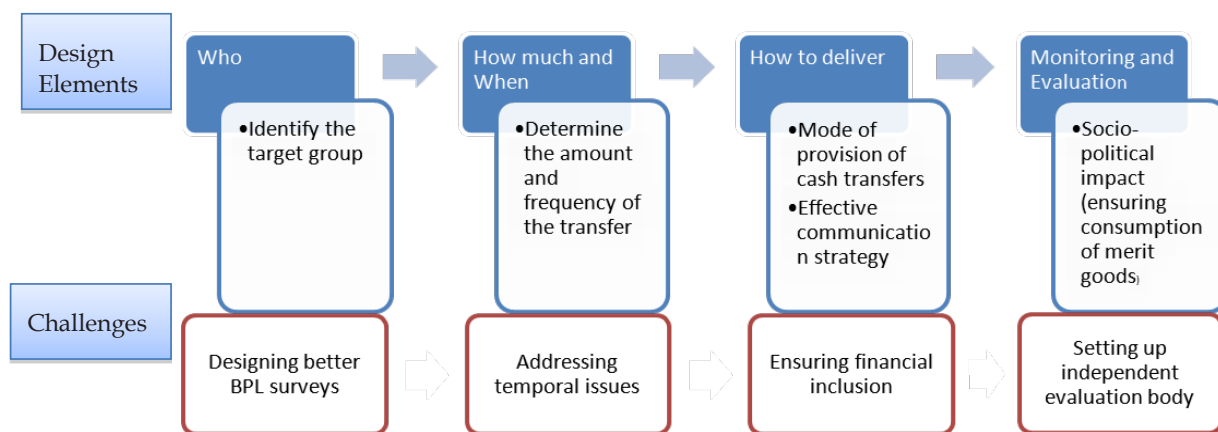 Design
Elements
Who
•Identify the
target group
How much and
When
•Determine
the amount
and
frequency of
the transfer
How to deliver
•Mode of
provision of
cash transfers
•Effective
communicatio
n strategy
Monitoring and
Evaluation
•Socio-
political
impact
(ensuring
consumption
of merit
goods)
Challenges
Designing better
BPL surveys
Addressing
temporal issues
Ensuring financial
inclusion
Setting up
independent
evaluation body